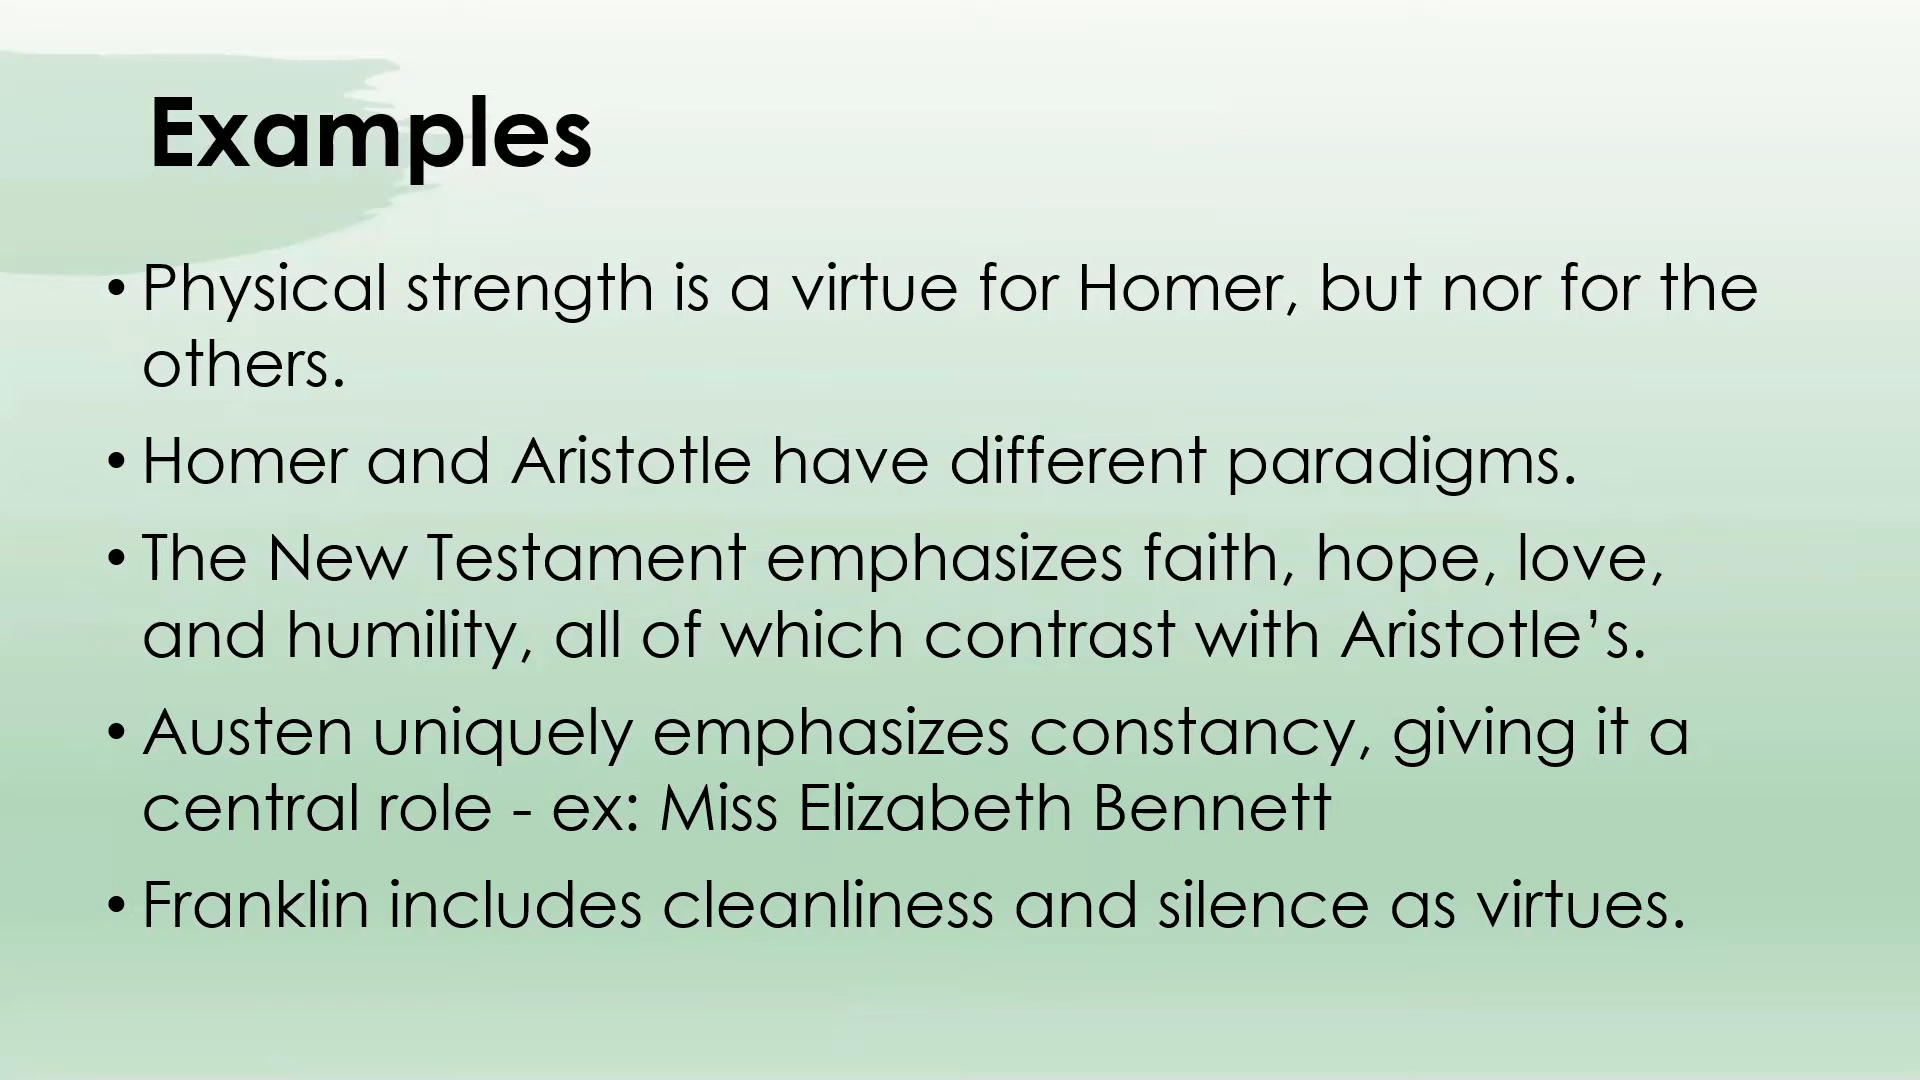 Examples
• Physical strength is a virtue for Homer, but nor for the
others.
• Homer and Aristotle have different paradigms.
• The New Testament emphasizes faith, hope, love,
and humility, all of which contrast with Aristotle’s.
• Austen uniquely emphasizes constancy, giving it a
central role - ex: Miss Elizabeth Bennett
• Franklin includes cleanliness and silence as virtues.